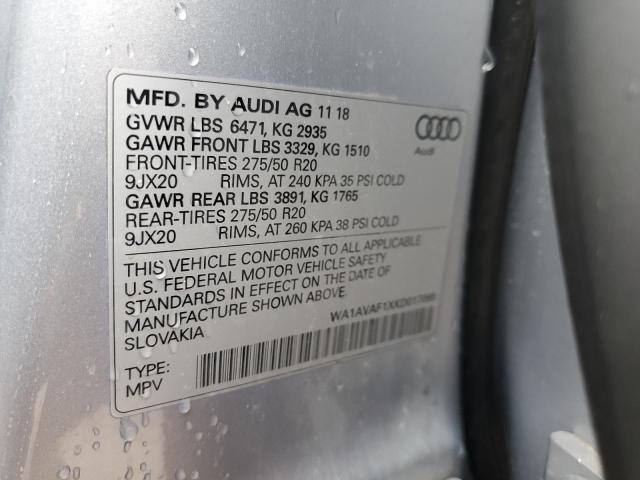 MFD. BY AUDI AG 11 18
GVWR LBS 6471, KG 2935
GAWR FRONT LBS 3329, KG 1510
FRONT-TIRES 275/50 R20
9JX20 RIMS, AT 240 KPA 35 PSI COLD
GAWR REAR LBS 3891, KG 1765
REAR-TIRES 275/50 R20
9JX20 RIMS, AT 260 KPA 38 PSI COLD
Audi
THIS VEHICLE CONFORMS TO ALL APPLICABLE
U.S. FEDERAL MOTOR VEHICLE SAFETY
STANDARDS IN EFFECT ON THE DATE OF
MANUFACTURE SHOWN ABOVE.
SLOVAKIA
TYPE:
MPV